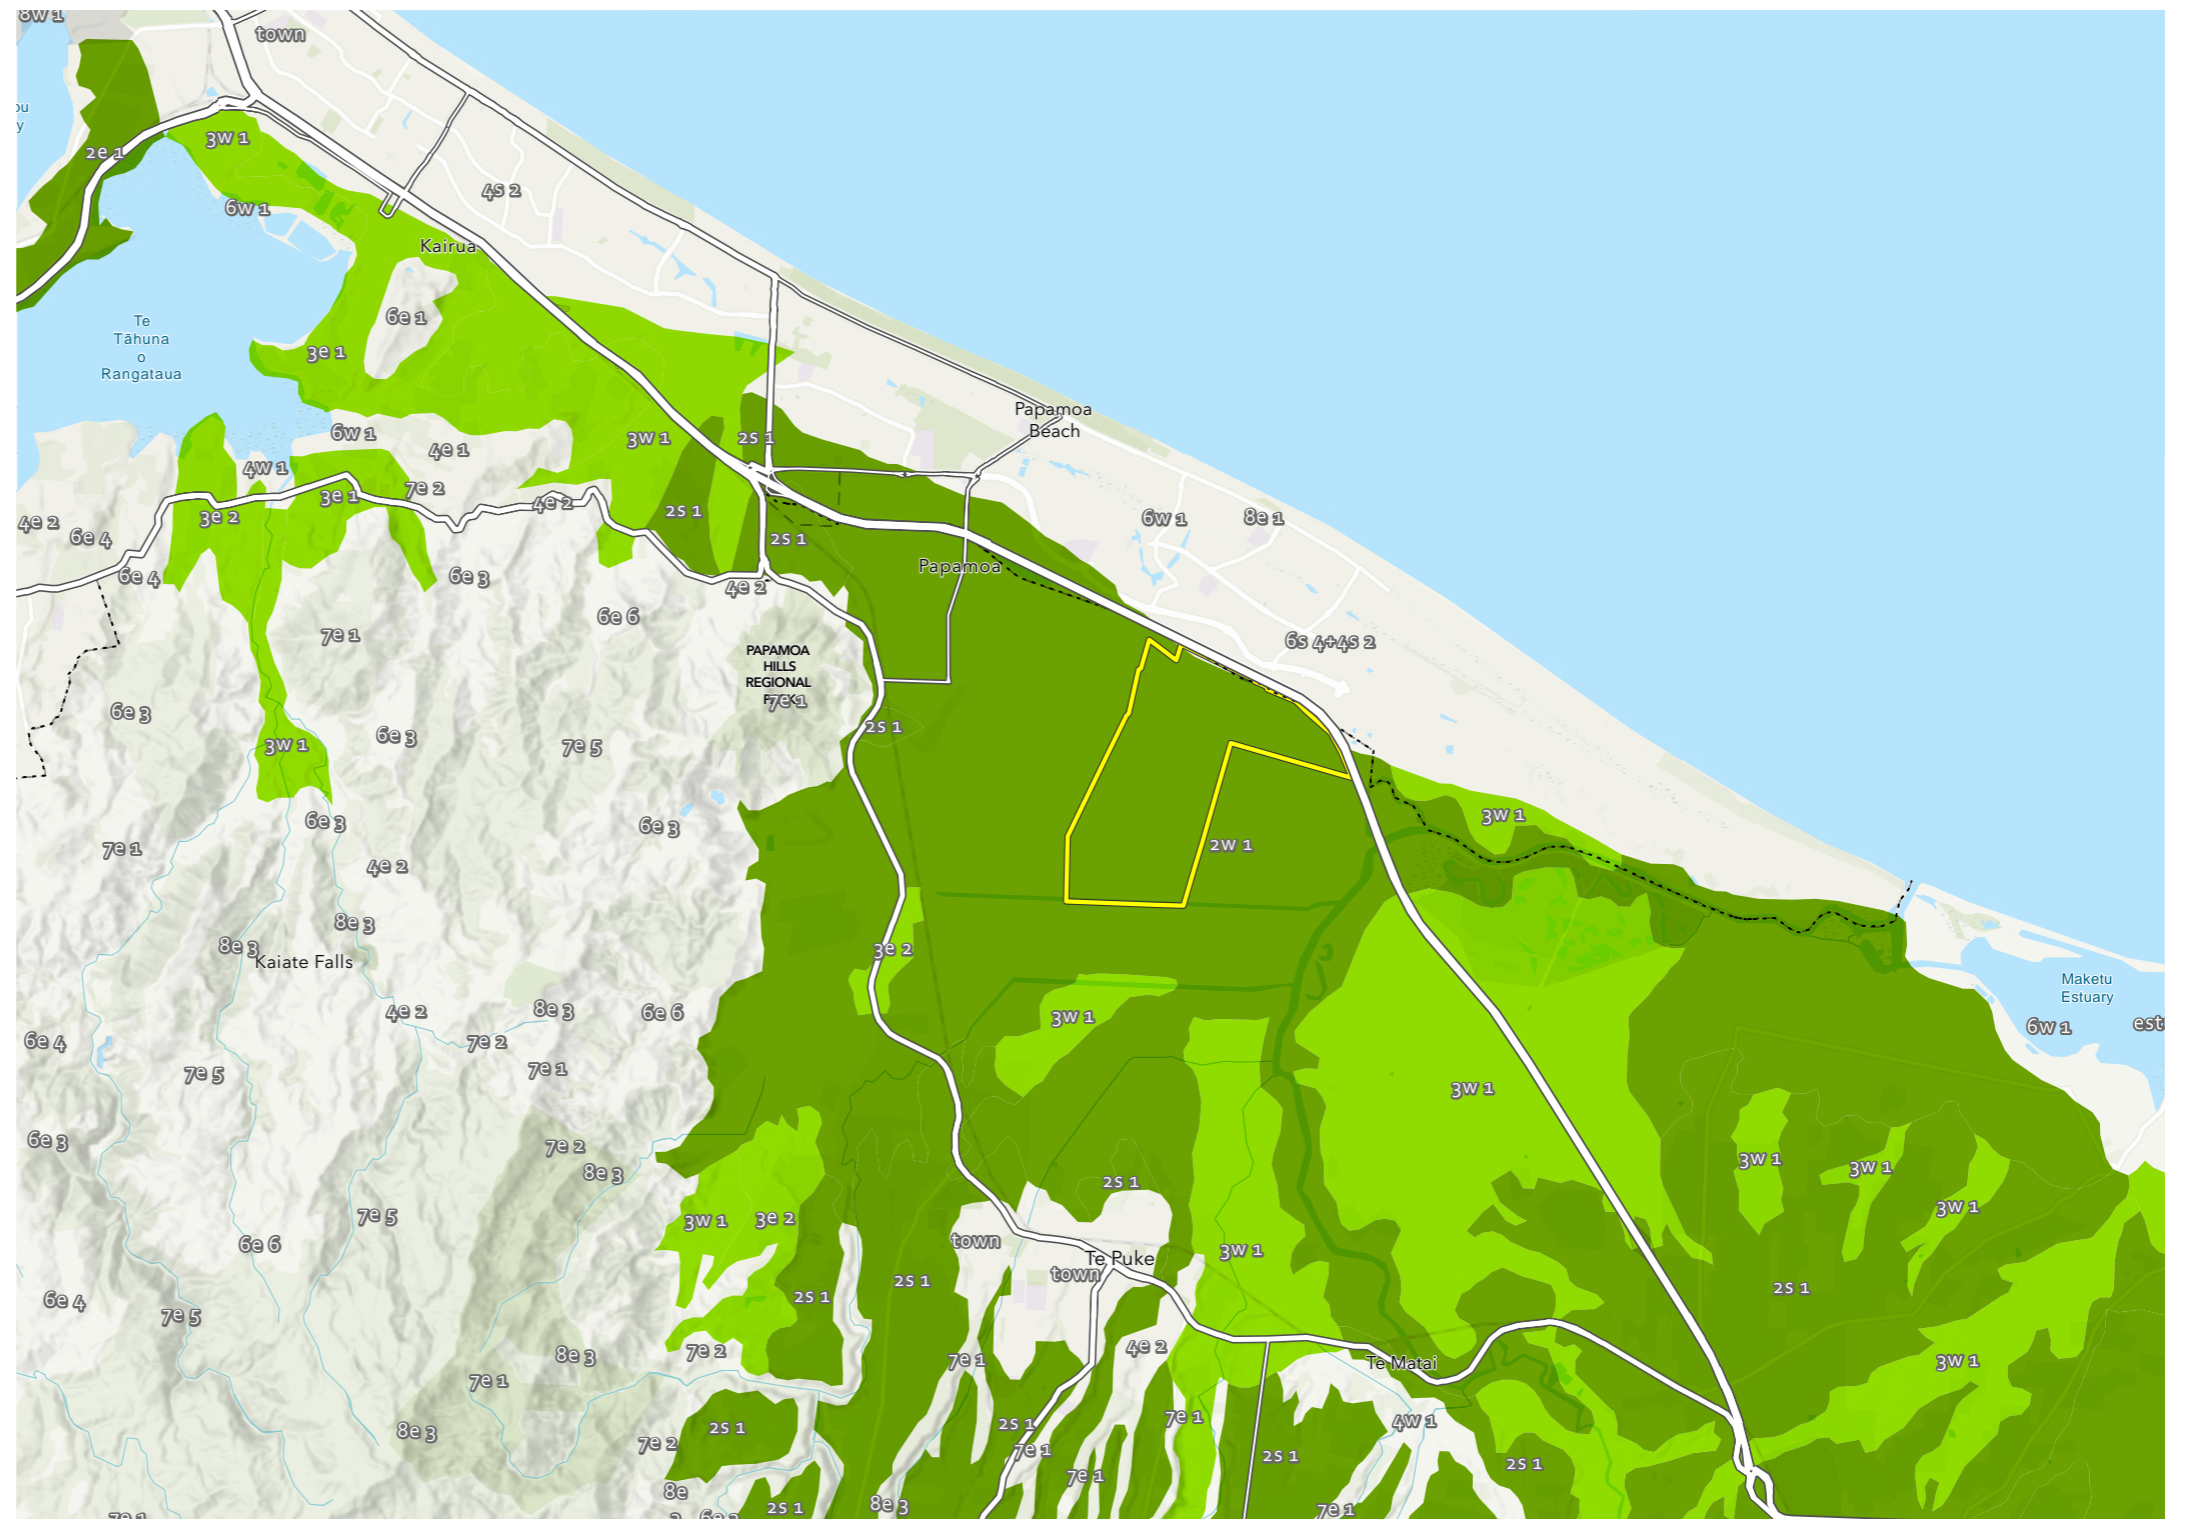 8w 1
town
ou
y
3w 1
2e 1
4s 2
6w 1
Kairua
6e 1
Te
Tāhuna
o
Rangataua
3e 1
Papamoa
Beach
6w 1
3w 1
2s 1
4e 1
4w 1
7e 2
3e 1
4e 2
3e 2
2s 1
6w 1
8e 1
4e 2
6e 4
2s 1
Papamoa
6e 4
6e 3
4e 2
6e 6
7e 1
6s 4+4s 2
PAPAMOA
HILLS
REGIONAL
7e 1
6e 3
2s 1
6e 3
7e 5
3w 1
3w 1
6e 3
6e 3
2w 1
7e 1
4e 2
8e 3
8e 3
3e 2
Kaiate Falls
Maketu
Estuary
4e 2
8e 3
6e 6
3w 1
6w 1
est
6e 4
7e 2
7e 1
7e 5
3w 1
6e 3
7e 2
3w 1
3w 1
8e 3
2s 1
3w 1
7e 5
3w 1
3e 2
6e 6
town
3w 1
Te Puke
town
2s 1
2s 1
2s 1
6e 4
7e 5
4e 2
7e 2
8e 3
7e 1
Te Matai
3w 1
7e 1
7e 1
4w 1
2s 1
2s 1
8e 3
7e 2
7e 1
2s 1
2s 1
7e 1
8e
8e 3
2s 1
7e 1